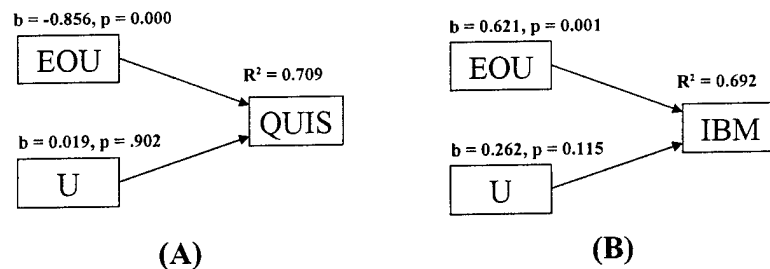 b = -0.856, p = 0.000
EOU
R² = 0.709
QUIS
b = 0.019, p = .902
U
(A)
b = 0.621, p = 0.001
EOU
R² = 0.692
IBM
b = 0.262, p = 0.115
U
(B)